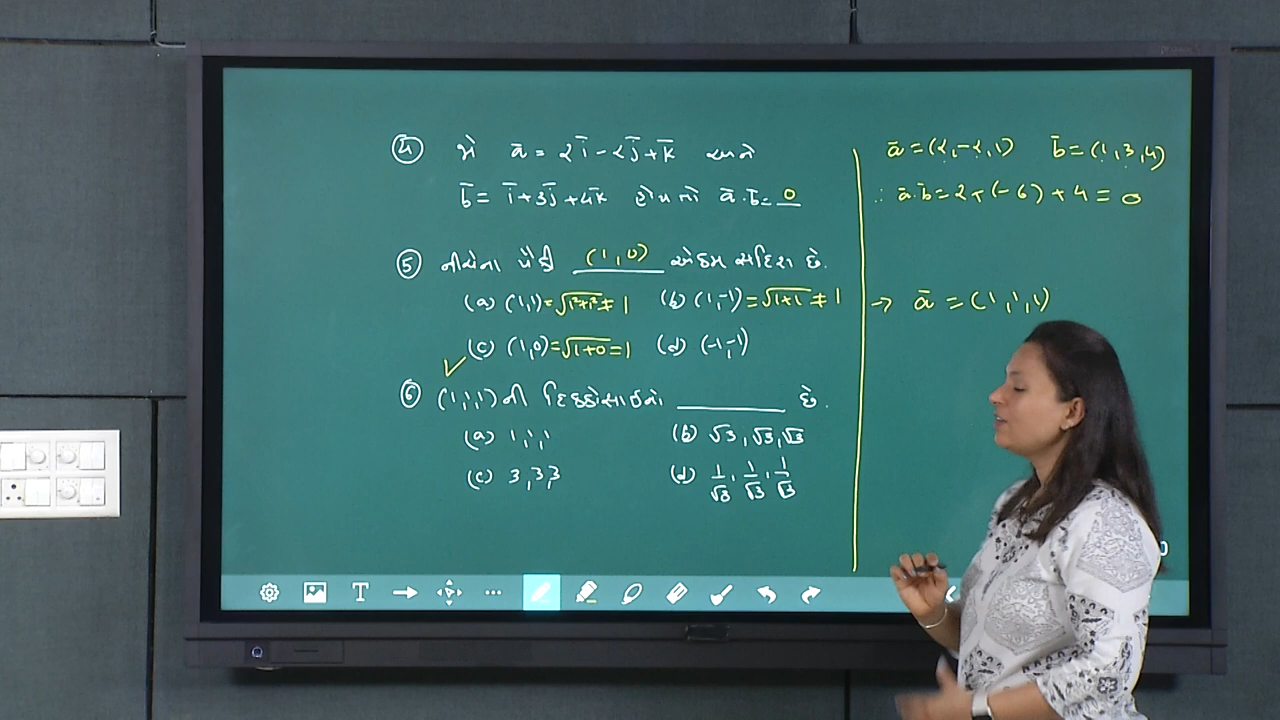 (4) જો ā = 2ī - 2j̄ + k̄ અને
b̄ = ī + 3j̄ + 4k̄ હોય તો ā . b̄ = 0
(5) નીચેના પૈકી (1, 0) એકમ સદિશ છે.
(a) (1, 1) = √1²+1² ≠ 1 (b) (1, -1) = √1+1 ≠ 1
✓ (c) (1, 0) = √1+0 = 1 (d) (-1, -1)
(6) (1, 1, 1) ની દિક્કોસાઈનો ________ છે.
(a) 1, 1, 1 (b) √3, √3, √3
(c) 3, 3, 3 (d) 1/√3, 1/√3, 1/√3
ā = (2, -2, 1) b̄ = (1, 3, 4)
∴ ā.b̄ = 2 + (-6) + 4 = 0
→ ā = (1, 1, 1)
T